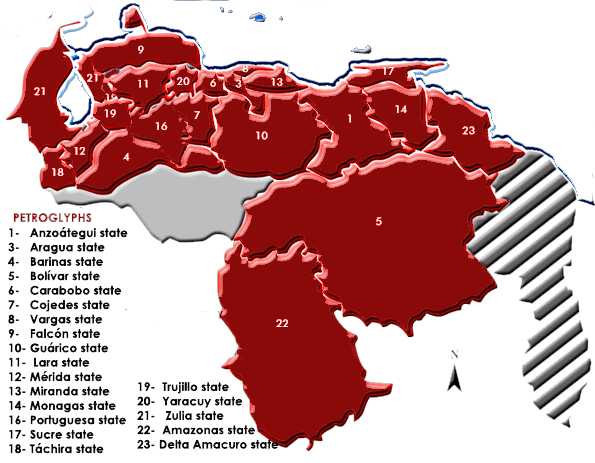 9
21
21
11
20
6
8
3
13
17
19
16
7
10
1
14
23
12
4
18
5
22
N
PETROGLYPHS
1- Anzoátegui state
3- Aragua state
4- Barinas state
5- Bolívar state
6- Carabobo state
7- Cojedes state
8- Vargas state
9- Falcón state
10- Guárico state
11- Lara state
12- Mérida state
13- Miranda state
14- Monagas state
16- Portuguesa state
17- Sucre state
18- Táchira state
19- Trujillo state
20- Yaracuy state
21- Zulia state
22- Amazonas state
23- Delta Amacuro state